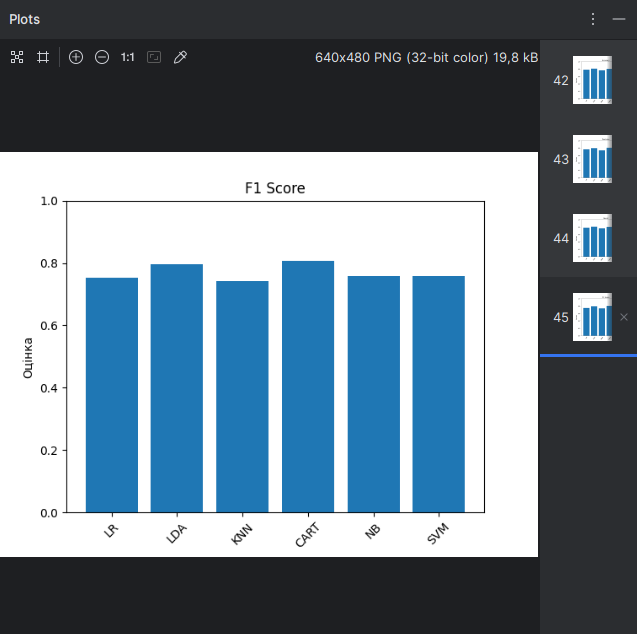 Plots
1:1
640x480 PNG (32-bit color) 19,8 kB
42
43
44
45
F1 Score
1.0
0.8
0.6
0.4
0.2
0.0
Оцінка
LR
LDA
KNN
CART
NB
SVM